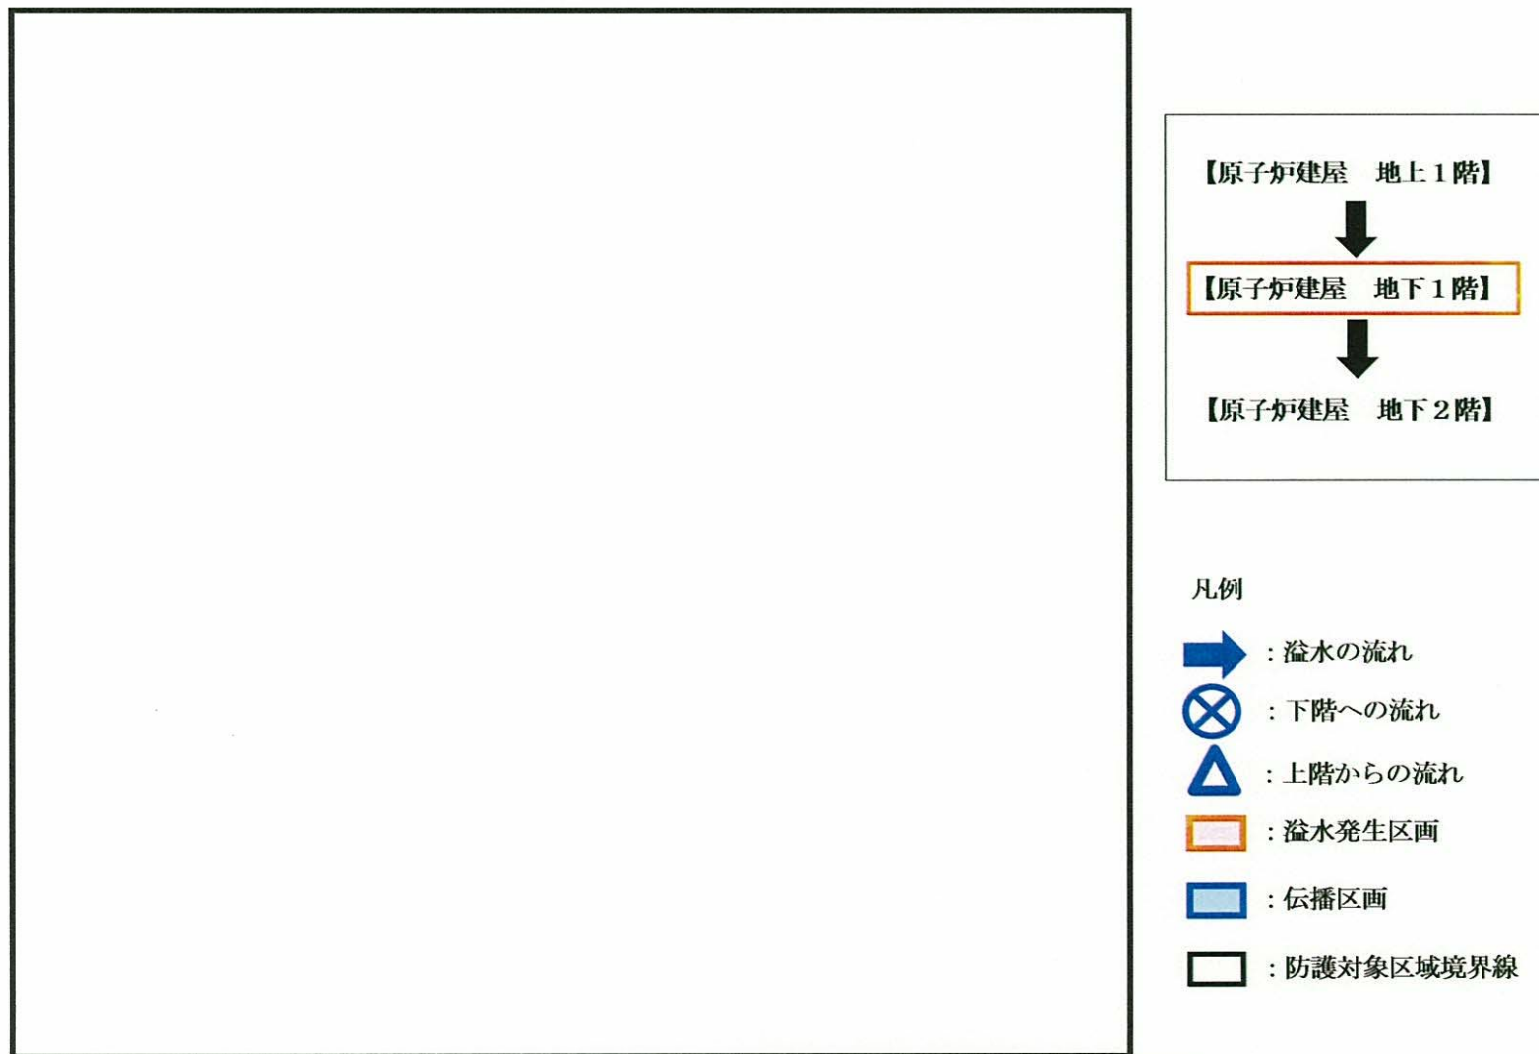 【原子炉建屋　地上１階】
【原子炉建屋　地下１階】
【原子炉建屋　地下２階】
凡例
：溢水の流れ
：下階への流れ
：上階からの流れ
：溢水発生区画
：伝播区画
：防護対象区域境界線